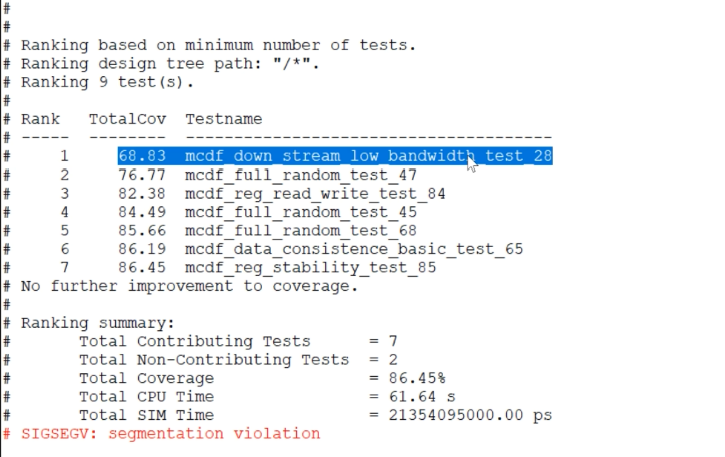 #
#
# Ranking based on minimum number of tests.
# Ranking design tree path: "/*".
# Ranking 9 test(s).
#
# Rank   TotalCov  Testname
# -----  --------  --------------------------------------
#     1     68.83  mcdf_down_stream_low_bandwidth_test_28
#     2     76.77  mcdf_full_random_test_47
#     3     82.38  mcdf_reg_read_write_test_84
#     4     84.49  mcdf_full_random_test_45
#     5     85.66  mcdf_full_random_test_68
#     6     86.19  mcdf_data_consistence_basic_test_65
#     7     86.45  mcdf_reg_stability_test_85
# No further improvement to coverage.
#
# Ranking summary:
#       Total Contributing Tests      = 7
#       Total Non-Contributing Tests  = 2
#       Total Coverage                = 86.45%
#       Total CPU Time                = 61.64 s
#       Total SIM Time                = 21354095000.00 ps
# SIGSEGV: segmentation violation